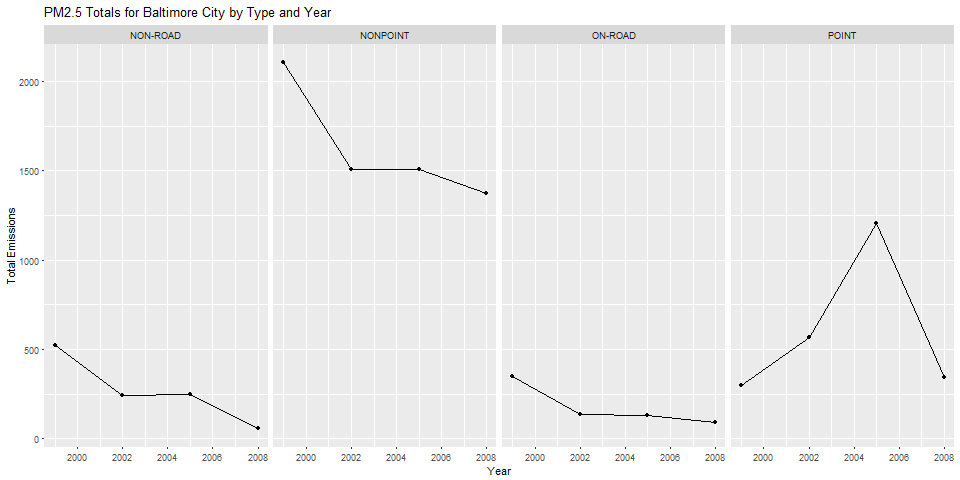 PM2.5 Totals for Baltimore City by Type and Year
NON-ROAD NONPOINT ON-ROAD POINT
2000
1500
1000
500
0
Total Emissions
2000 2002 2004 2006 2008 2000 2002 2004 2006 2008 2000 2002 2004 2006 2008 2000 2002 2004 2006 2008
Year